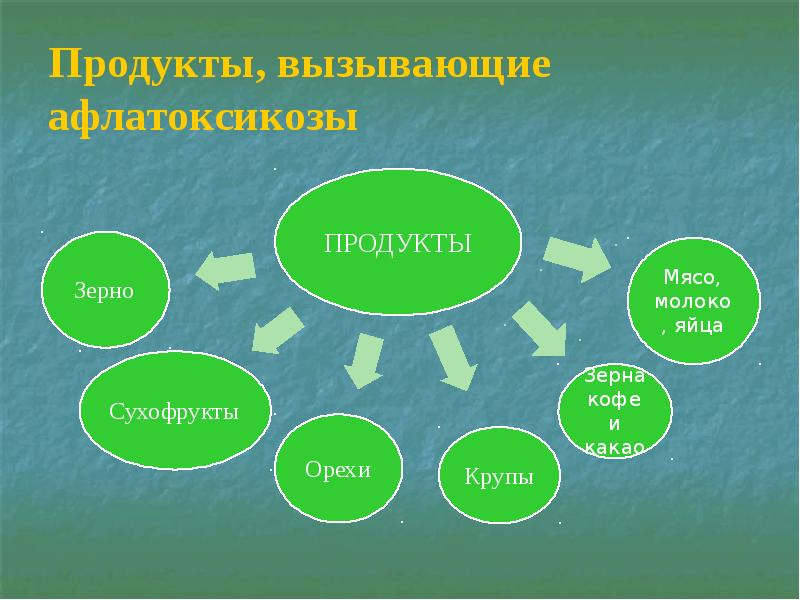 Продукты, вызывающие
афлатоксикозы
ПРОДУКТЫ
Зерно
Сухофрукты
Орехи
Крупы
Зерна
кофе
и
какао
Мясо,
молоко
, яйца